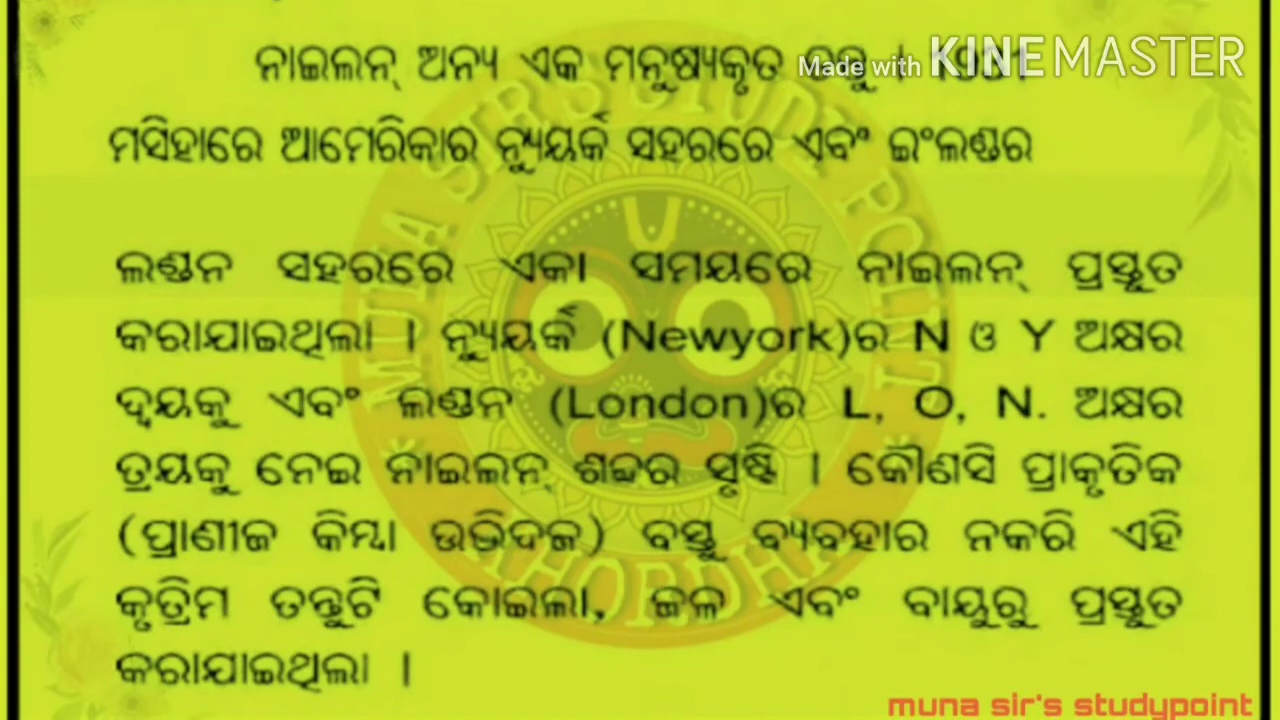 ନାଇଲନ୍ ଅନ୍ୟ ଏକ ମନୁଷ୍ୟକୃତ ତନ୍ତୁ ।
Made with KINEMASTER
ମସିହାରେ ଆମେରିକାର ନ୍ୟୁୟର୍କ ସହରରେ ଏବଂ ଇଂଲଣ୍ଡର
ଲଣ୍ଡନ ସହରରେ ଏକା ସମୟରେ ନାଇଲନ୍ ପ୍ରସ୍ତୁତ
କରାଯାଇଥିଲା । ନ୍ୟୁୟର୍କ (Newyork)ର N ଓ Y ଅକ୍ଷର
ଦ୍ୱୟକୁ ଏବଂ ଲଣ୍ଡନ (London)ର L, O, N. ଅକ୍ଷର
ତ୍ରୟକୁ ନେଇ ନାଇଲନ୍ ଶବ୍ଦର ସୃଷ୍ଟି । କୌଣସି ପ୍ରାକୃତିକ
(ପ୍ରାଣୀଜ କିମ୍ବା ଉଦ୍ଭିଦଜ) ବସ୍ତୁ ବ୍ୟବହାର ନକରି ଏହି
କୃତ୍ରିମ ତନ୍ତୁଟି କୋଇଲା, ଜଳ ଏବଂ ବାୟୁରୁ ପ୍ରସ୍ତୁତ
କରାଯାଇଥିଲା ।
muna sir's studypoint